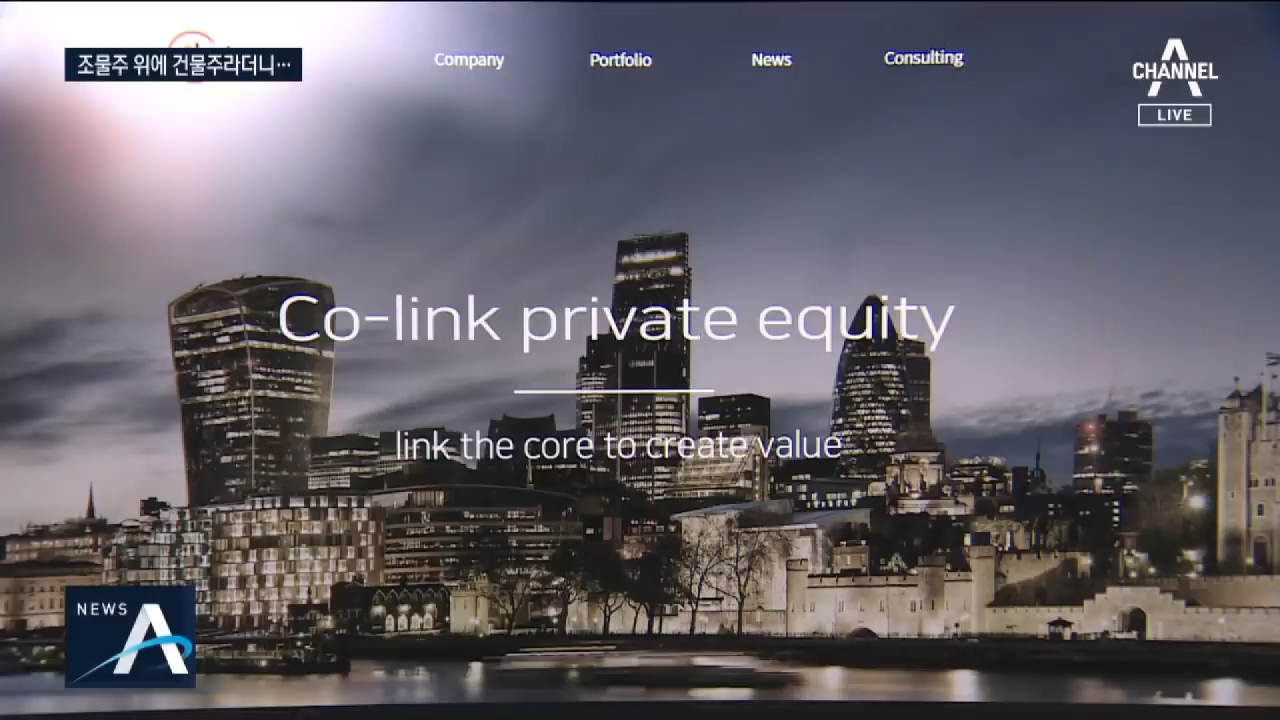 조물주 위에 건물주라더니…
Company Portfolio News Consulting
CHANNEL A
LIVE
Co-link private equity
link the core to create value
NEWS A